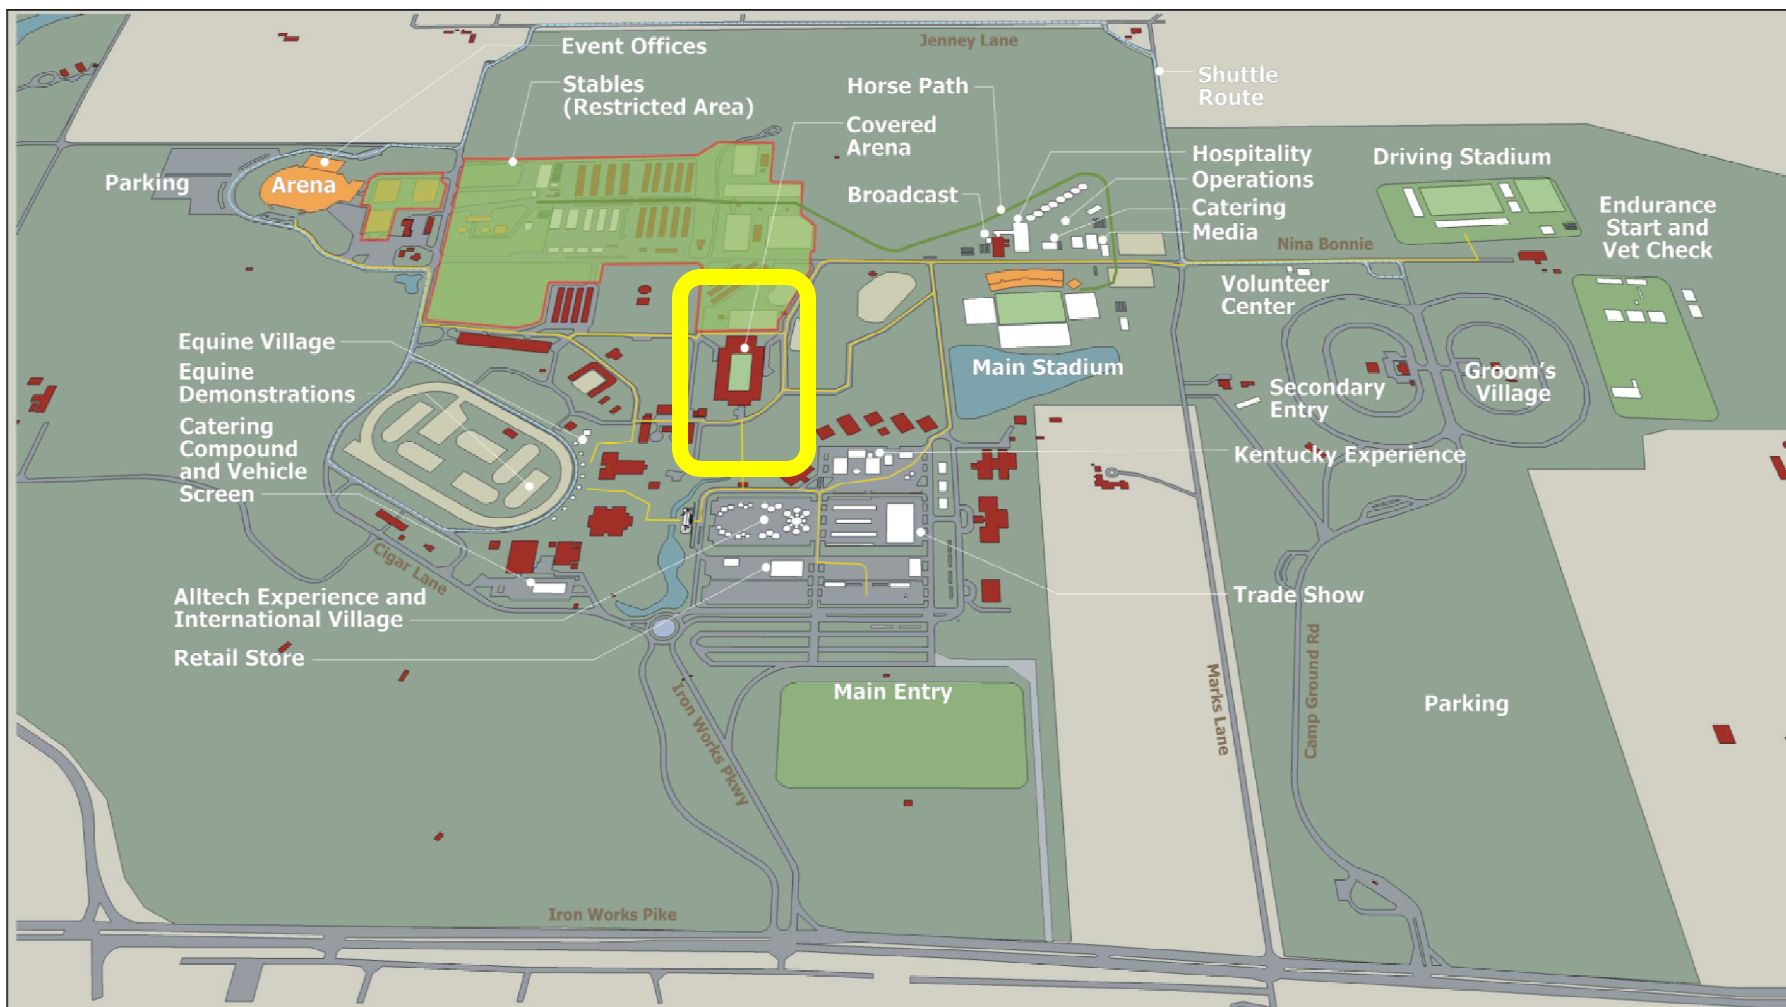 Jenney Lane
Event Offices
Stables
(Restricted Area)
Horse Path
Covered
Arena
Shuttle
Route
Hospitality
Operations
Broadcast
Catering
Media
Driving Stadium
Endurance
Start and
Vet Check
Parking
Arena
Nina Bonnie
Volunteer
Center
Equine Village
Equine
Demonstrations
Catering
Compound
and Vehicle
Screen
Main Stadium
Secondary
Entry
Groom's
Village
Kentucky Experience
Cigar Lane
Alltech Experience and
International Village
Retail Store
Trade Show
Main Entry
Iron Works Pkwy
Marks Lane
Camp Ground Rd
Parking
Iron Works Pike